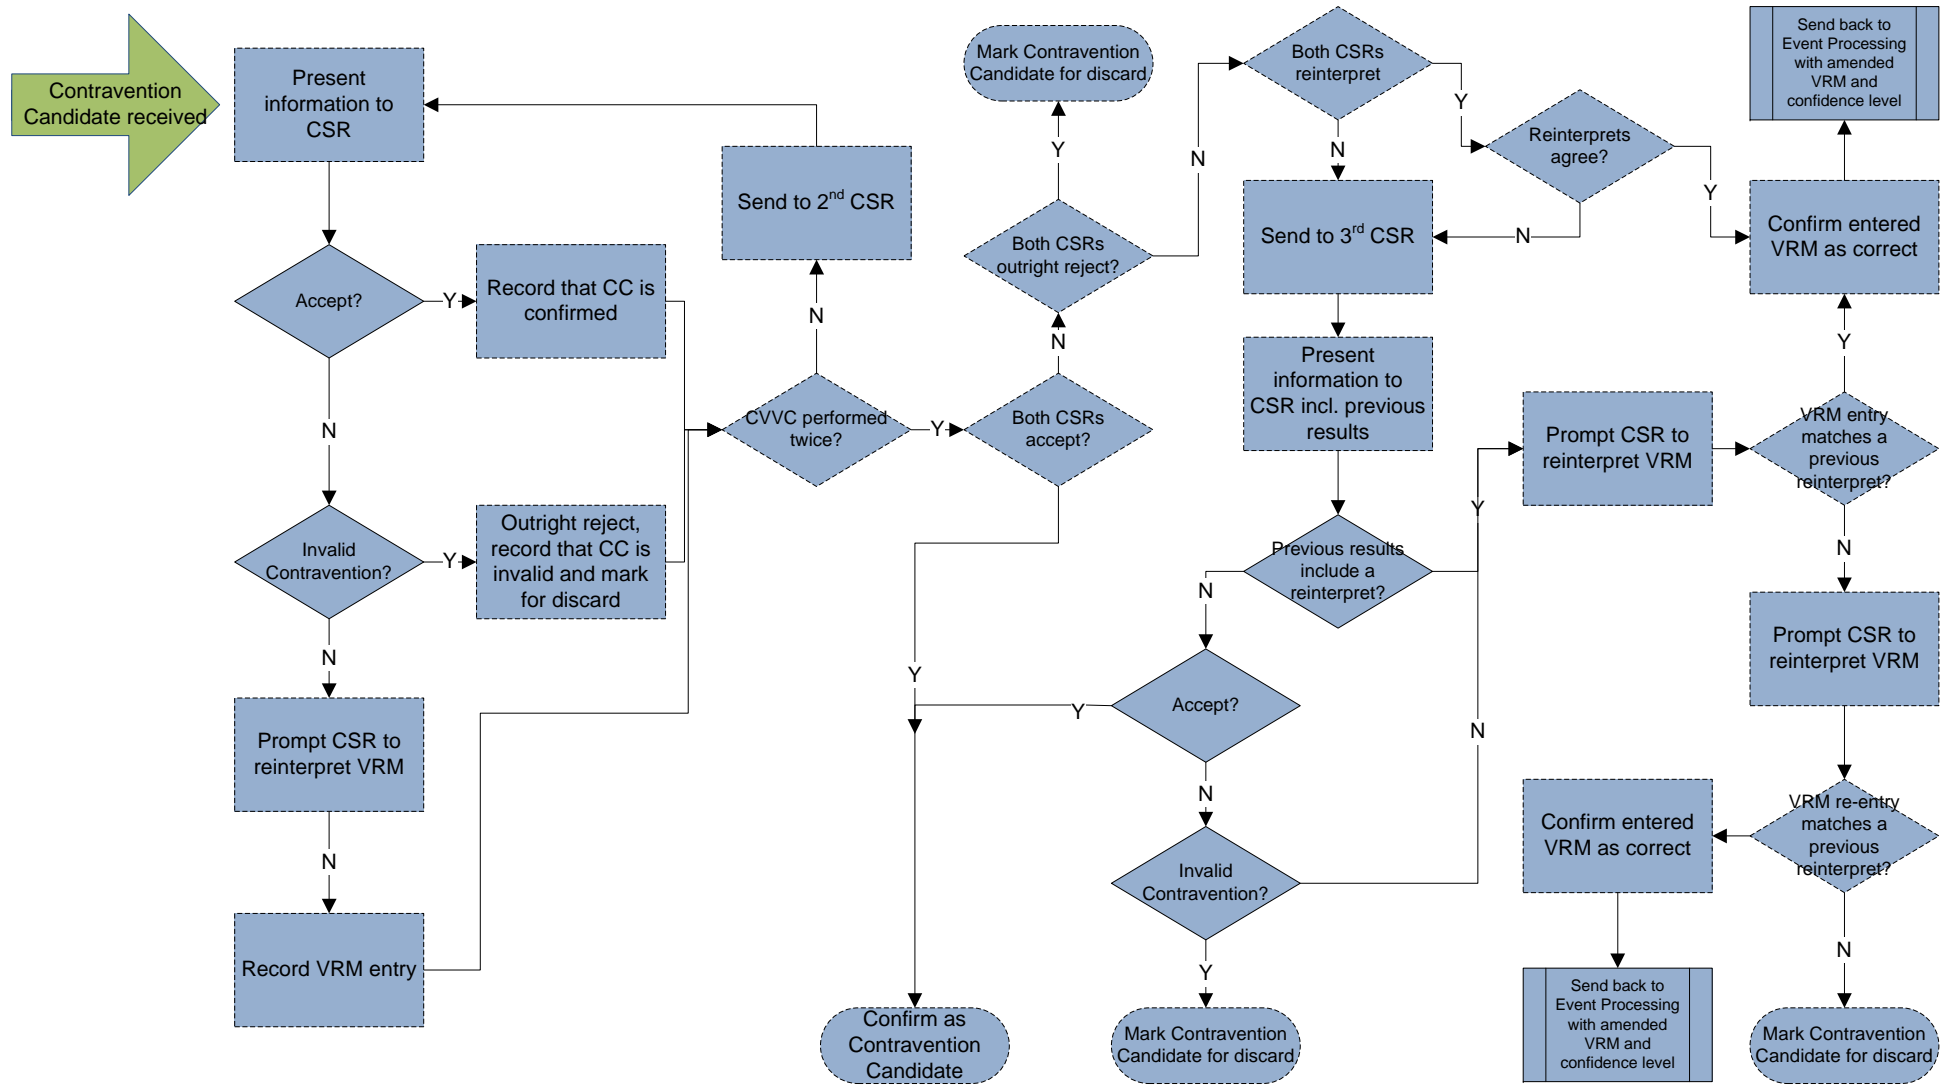 Contravention
Candidate received
Present
information to
CSR
Accept?
Y
Record that CC is
confirmed
N
Invalid
Contravention?
Y
Outright reject,
record that CC is
invalid and mark
for discard
N
Prompt CSR to
reinterpret VRM
N
Record VRM entry
Send to 2nd CSR
N
CVVC performed
twice?
Y
Both CSRs
accept?
N
Y
Both CSRs
outright reject?
Y
Mark Contravention
Candidate for discard
N
Both CSRs
reinterpret
Y
N
Reinterprets
agree?
Y
N
Send to 3rd CSR
Present
information to
CSR incl. previous
results
Previous results
include a
reinterpret?
N
Y
Accept?
Y
N
Invalid
Contravention?
N
Y
Confirm as
Contravention
Candidate
Mark Contravention
Candidate for discard
Send back to
Event Processing
with amended
VRM and
confidence level
Confirm entered
VRM as correct
Y
Prompt CSR to
reinterpret VRM
VRM entry
matches a
previous
reinterpret?
N
Prompt CSR to
reinterpret VRM
VRM re-entry
matches a
previous
reinterpret?
Confirm entered
VRM as correct
N
Send back to
Event Processing
with amended
VRM and
confidence level
Mark Contravention
Candidate for discard